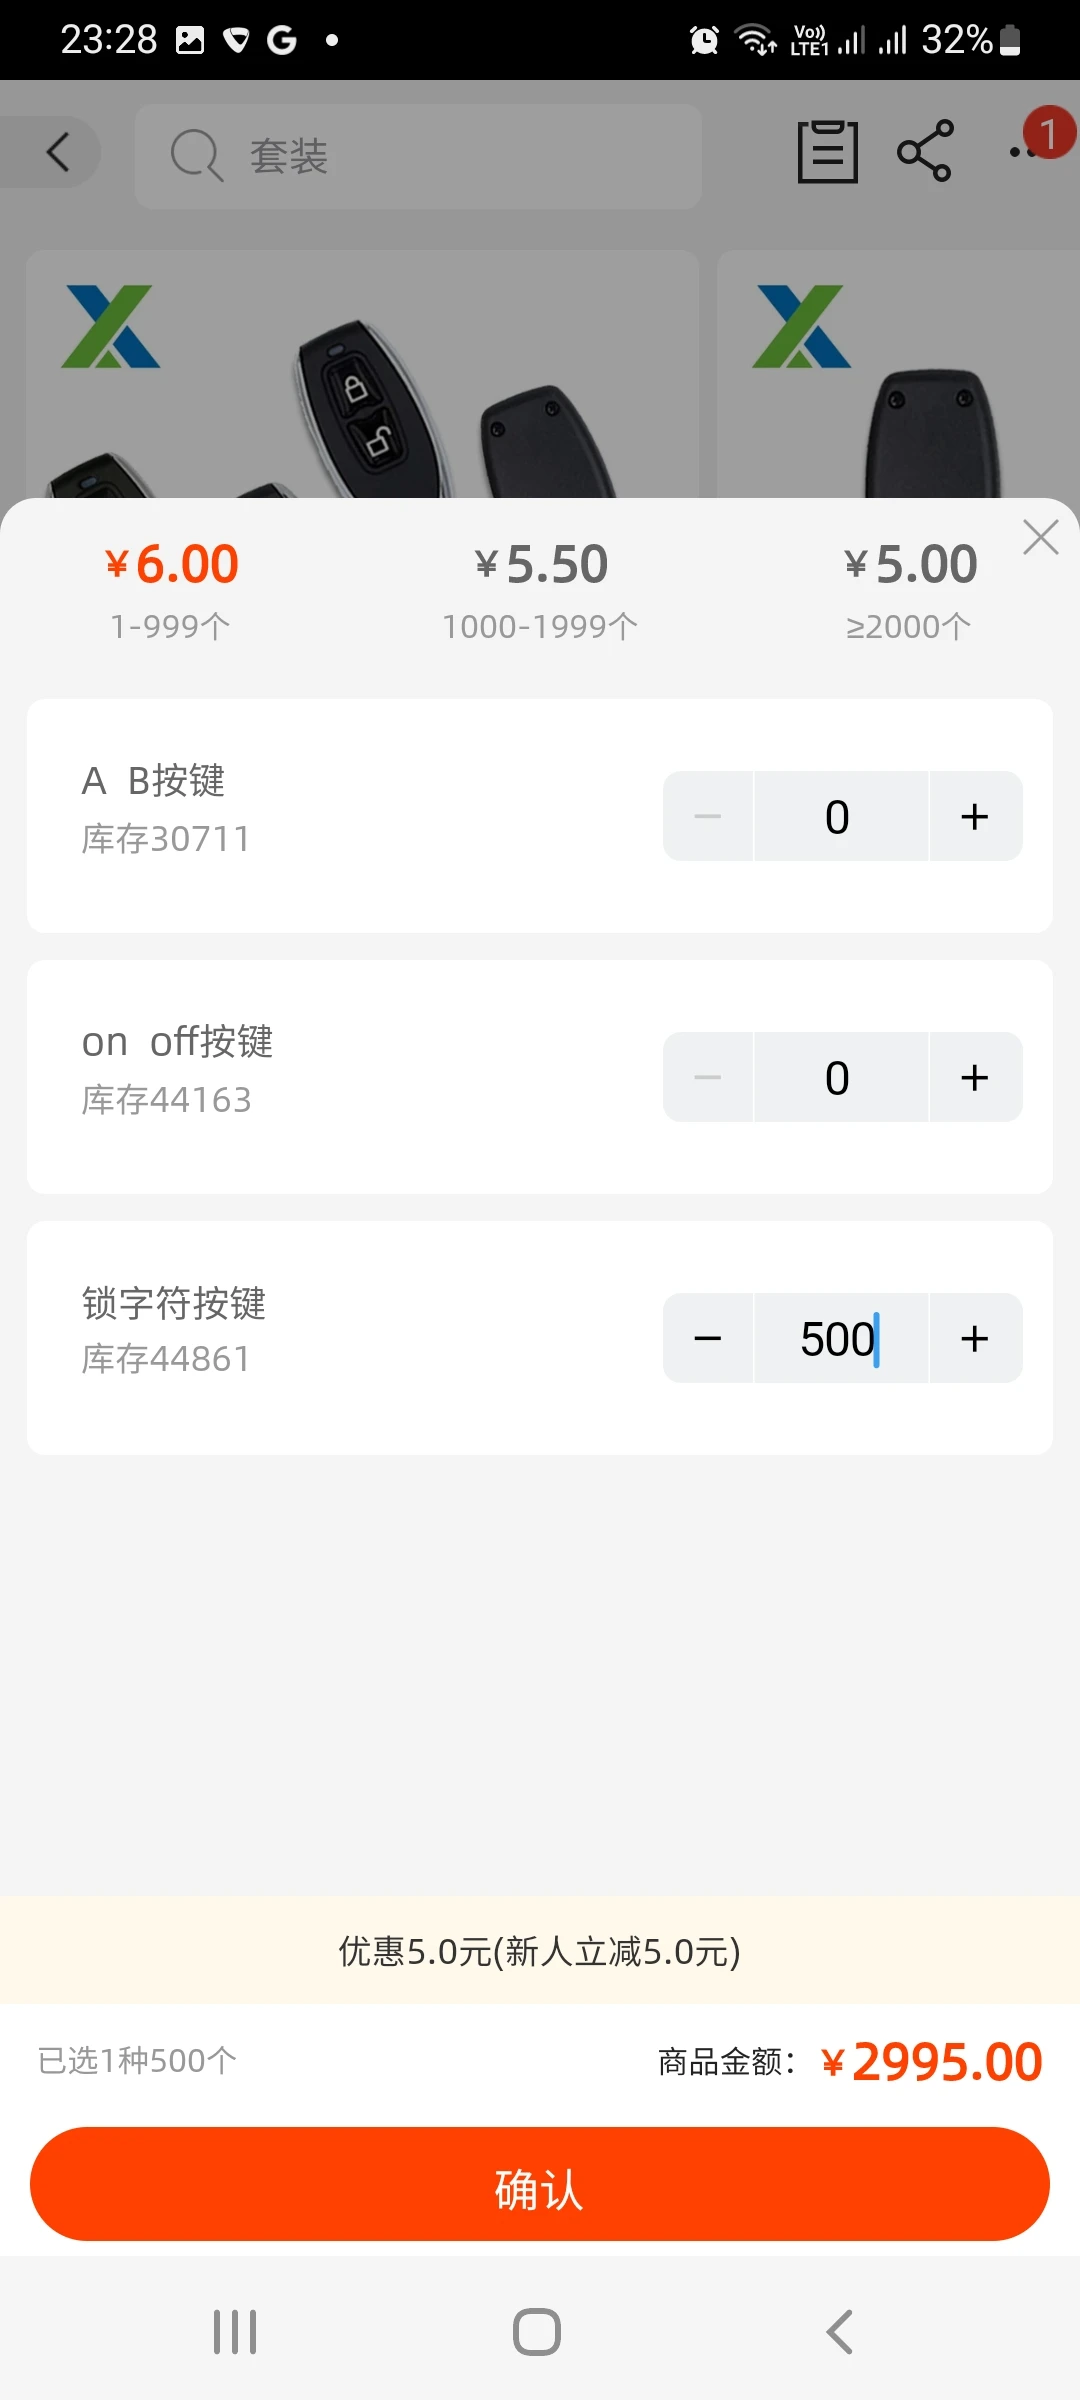 23:28
Vo)) LTE1
32%
套装
1
¥6.00
¥5.50
¥5.00
1-999个
1000-1999个
≥2000个
A  B按键
库存30711
0
on  off按键
库存44163
0
锁字符按键
库存44861
500
优惠5.0元(新人立减5.0元)
已选1种500个
商品金额：¥2995.00
确认